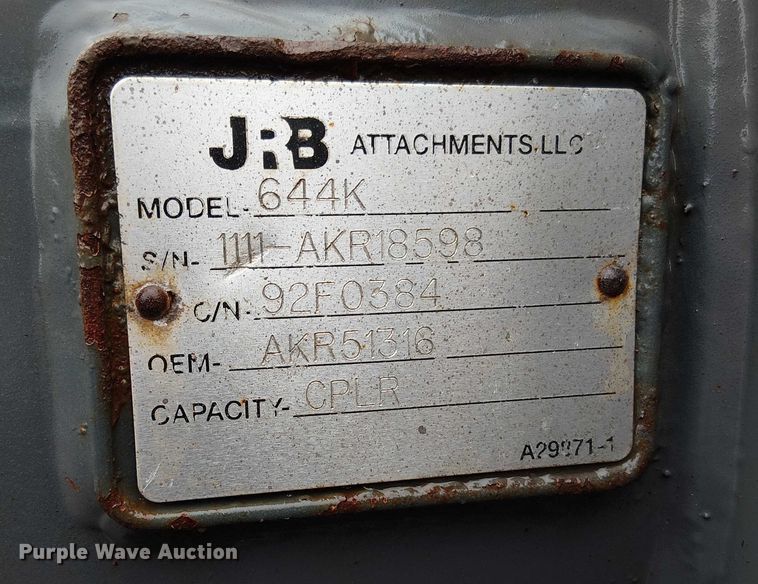 JRB ATTACHMENTS, LLC
MODEL- 644K
S/N- 1111-AKR18598
C/N- 92F0384
OEM- AKR51316
CAPACITY- CPLR
A29871-1
Purple Wave Auction